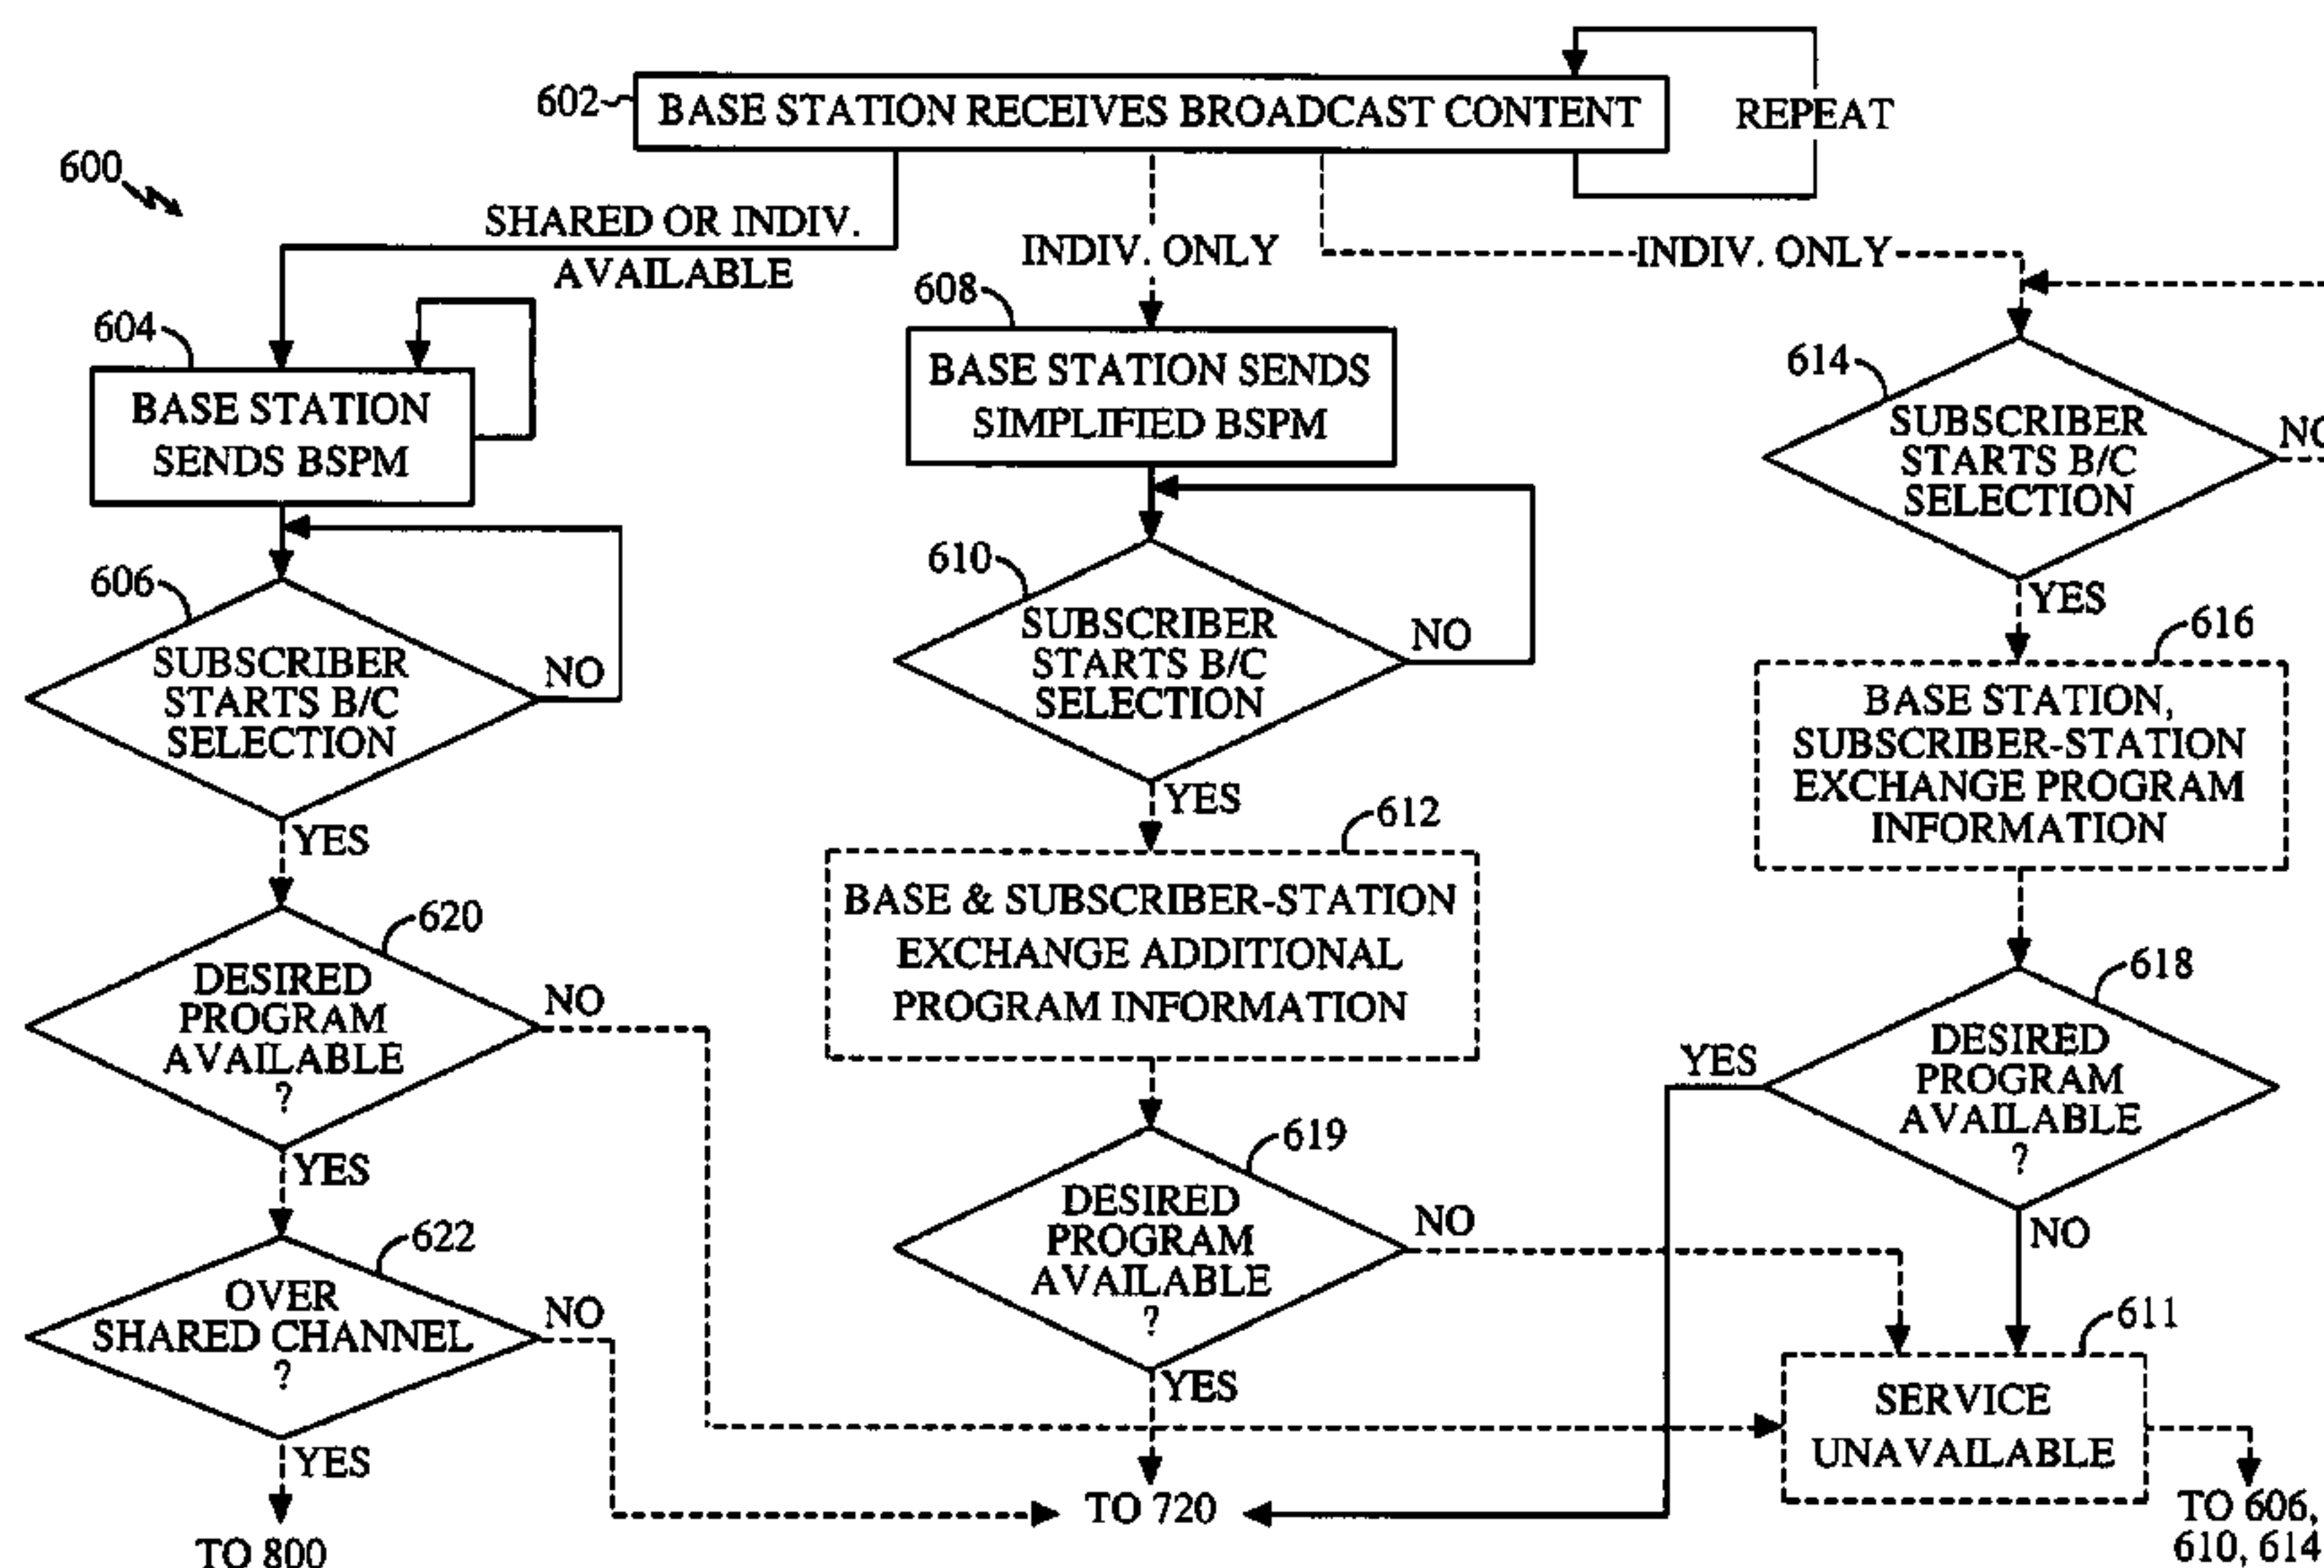 602
BASE STATION RECEIVES BROADCAST CONTENT
REPEAT
600
SHARED OR INDIV.
AVAILABLE
INDIV. ONLY
INDIV. ONLY
604
BASE STATION
SENDS BSPM
608
BASE STATION SENDS
SIMPLIFIED BSPM
614
SUBSCRIBER
STARTS B/C
SELECTION
NO
YES
606
SUBSCRIBER
STARTS B/C
SELECTION
NO
YES
610
SUBSCRIBER
STARTS B/C
SELECTION
NO
YES
616
BASE STATION,
SUBSCRIBER-STATION
EXCHANGE PROGRAM
INFORMATION
612
BASE & SUBSCRIBER-STATION
EXCHANGE ADDITIONAL
PROGRAM INFORMATION
620
DESIRED
PROGRAM
AVAILABLE
?
NO
YES
618
DESIRED
PROGRAM
AVAILABLE
?
YES
NO
619
DESIRED
PROGRAM
AVAILABLE
?
NO
YES
622
OVER
SHARED CHANNEL
?
NO
YES
611
SERVICE
UNAVAILABLE
TO 800
TO 720
TO 606,
610, 614